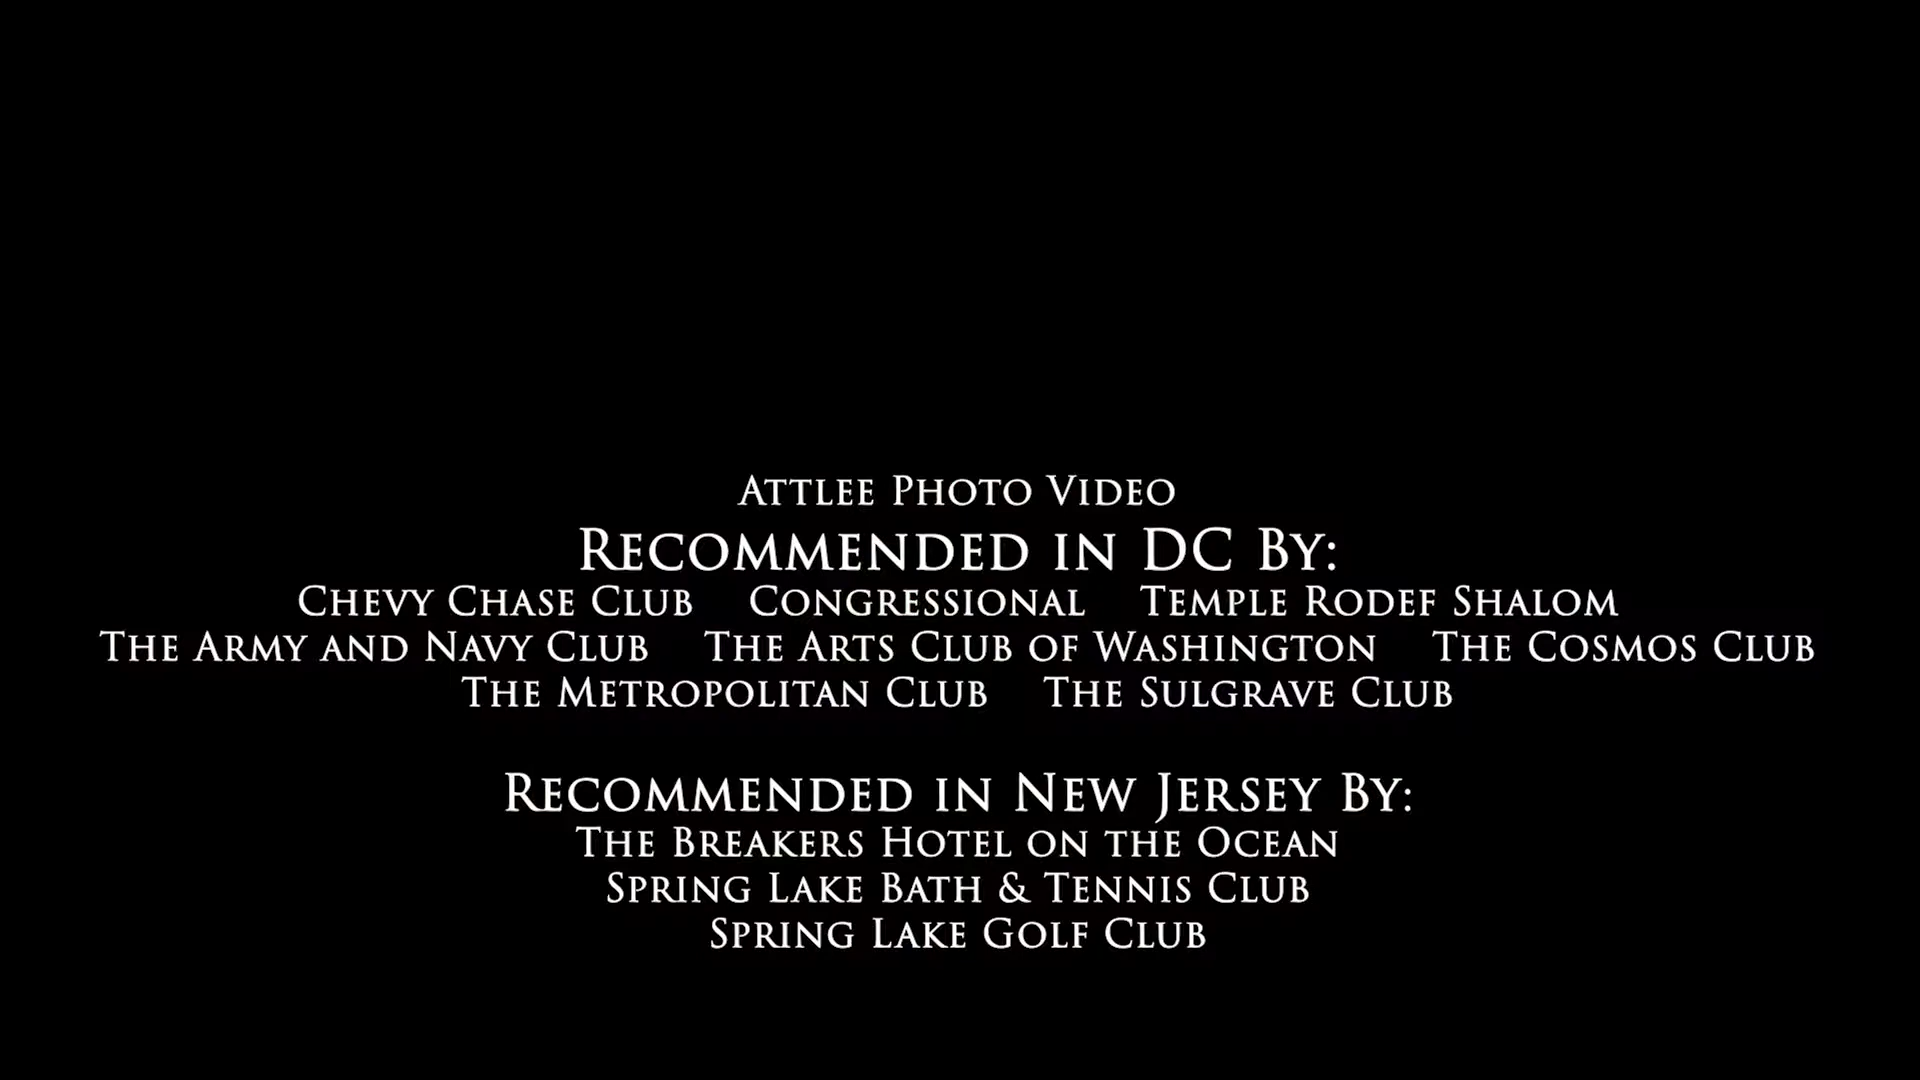 Attlee Photo Video
Recommended in DC By:
Chevy Chase Club Congressional Temple Rodef Shalom
The Army and Navy Club The Arts Club of Washington The Cosmos Club
The Metropolitan Club The Sulgrave Club
Recommended in New Jersey By:
The Breakers Hotel on the Ocean
Spring Lake Bath & Tennis Club
Spring Lake Golf Club